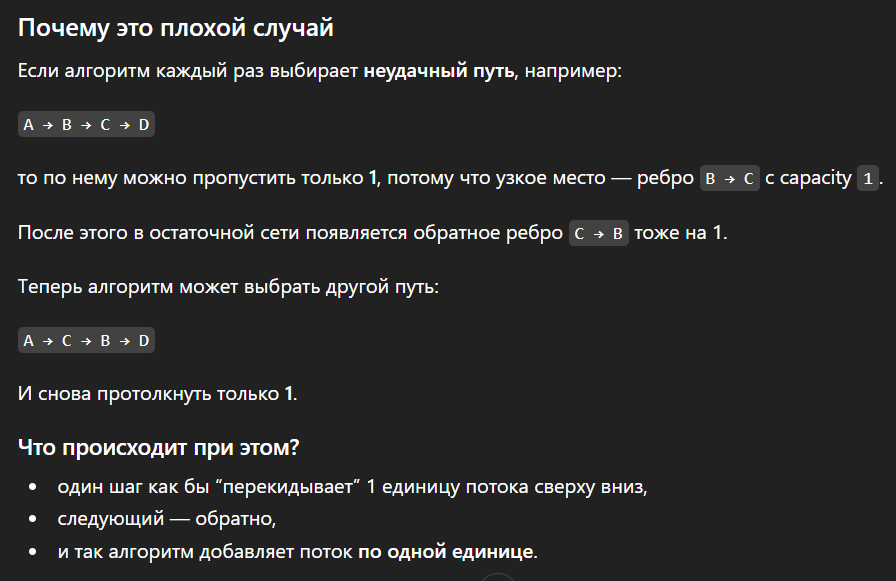 Почему это плохой случай
Если алгоритм каждый раз выбирает неудачный путь, например:
A → B → C → D
то по нему можно пропустить только 1, потому что узкое место — ребро B → C с capacity 1.
После этого в остаточной сети появляется обратное ребро C → B тоже на 1.
Теперь алгоритм может выбрать другой путь:
A → C → B → D
И снова протолкнуть только 1.
Что происходит при этом?
• один шаг как бы “перекидывает” 1 единицу потока сверху вниз,
• следующий — обратно,
• и так алгоритм добавляет поток по одной единице.